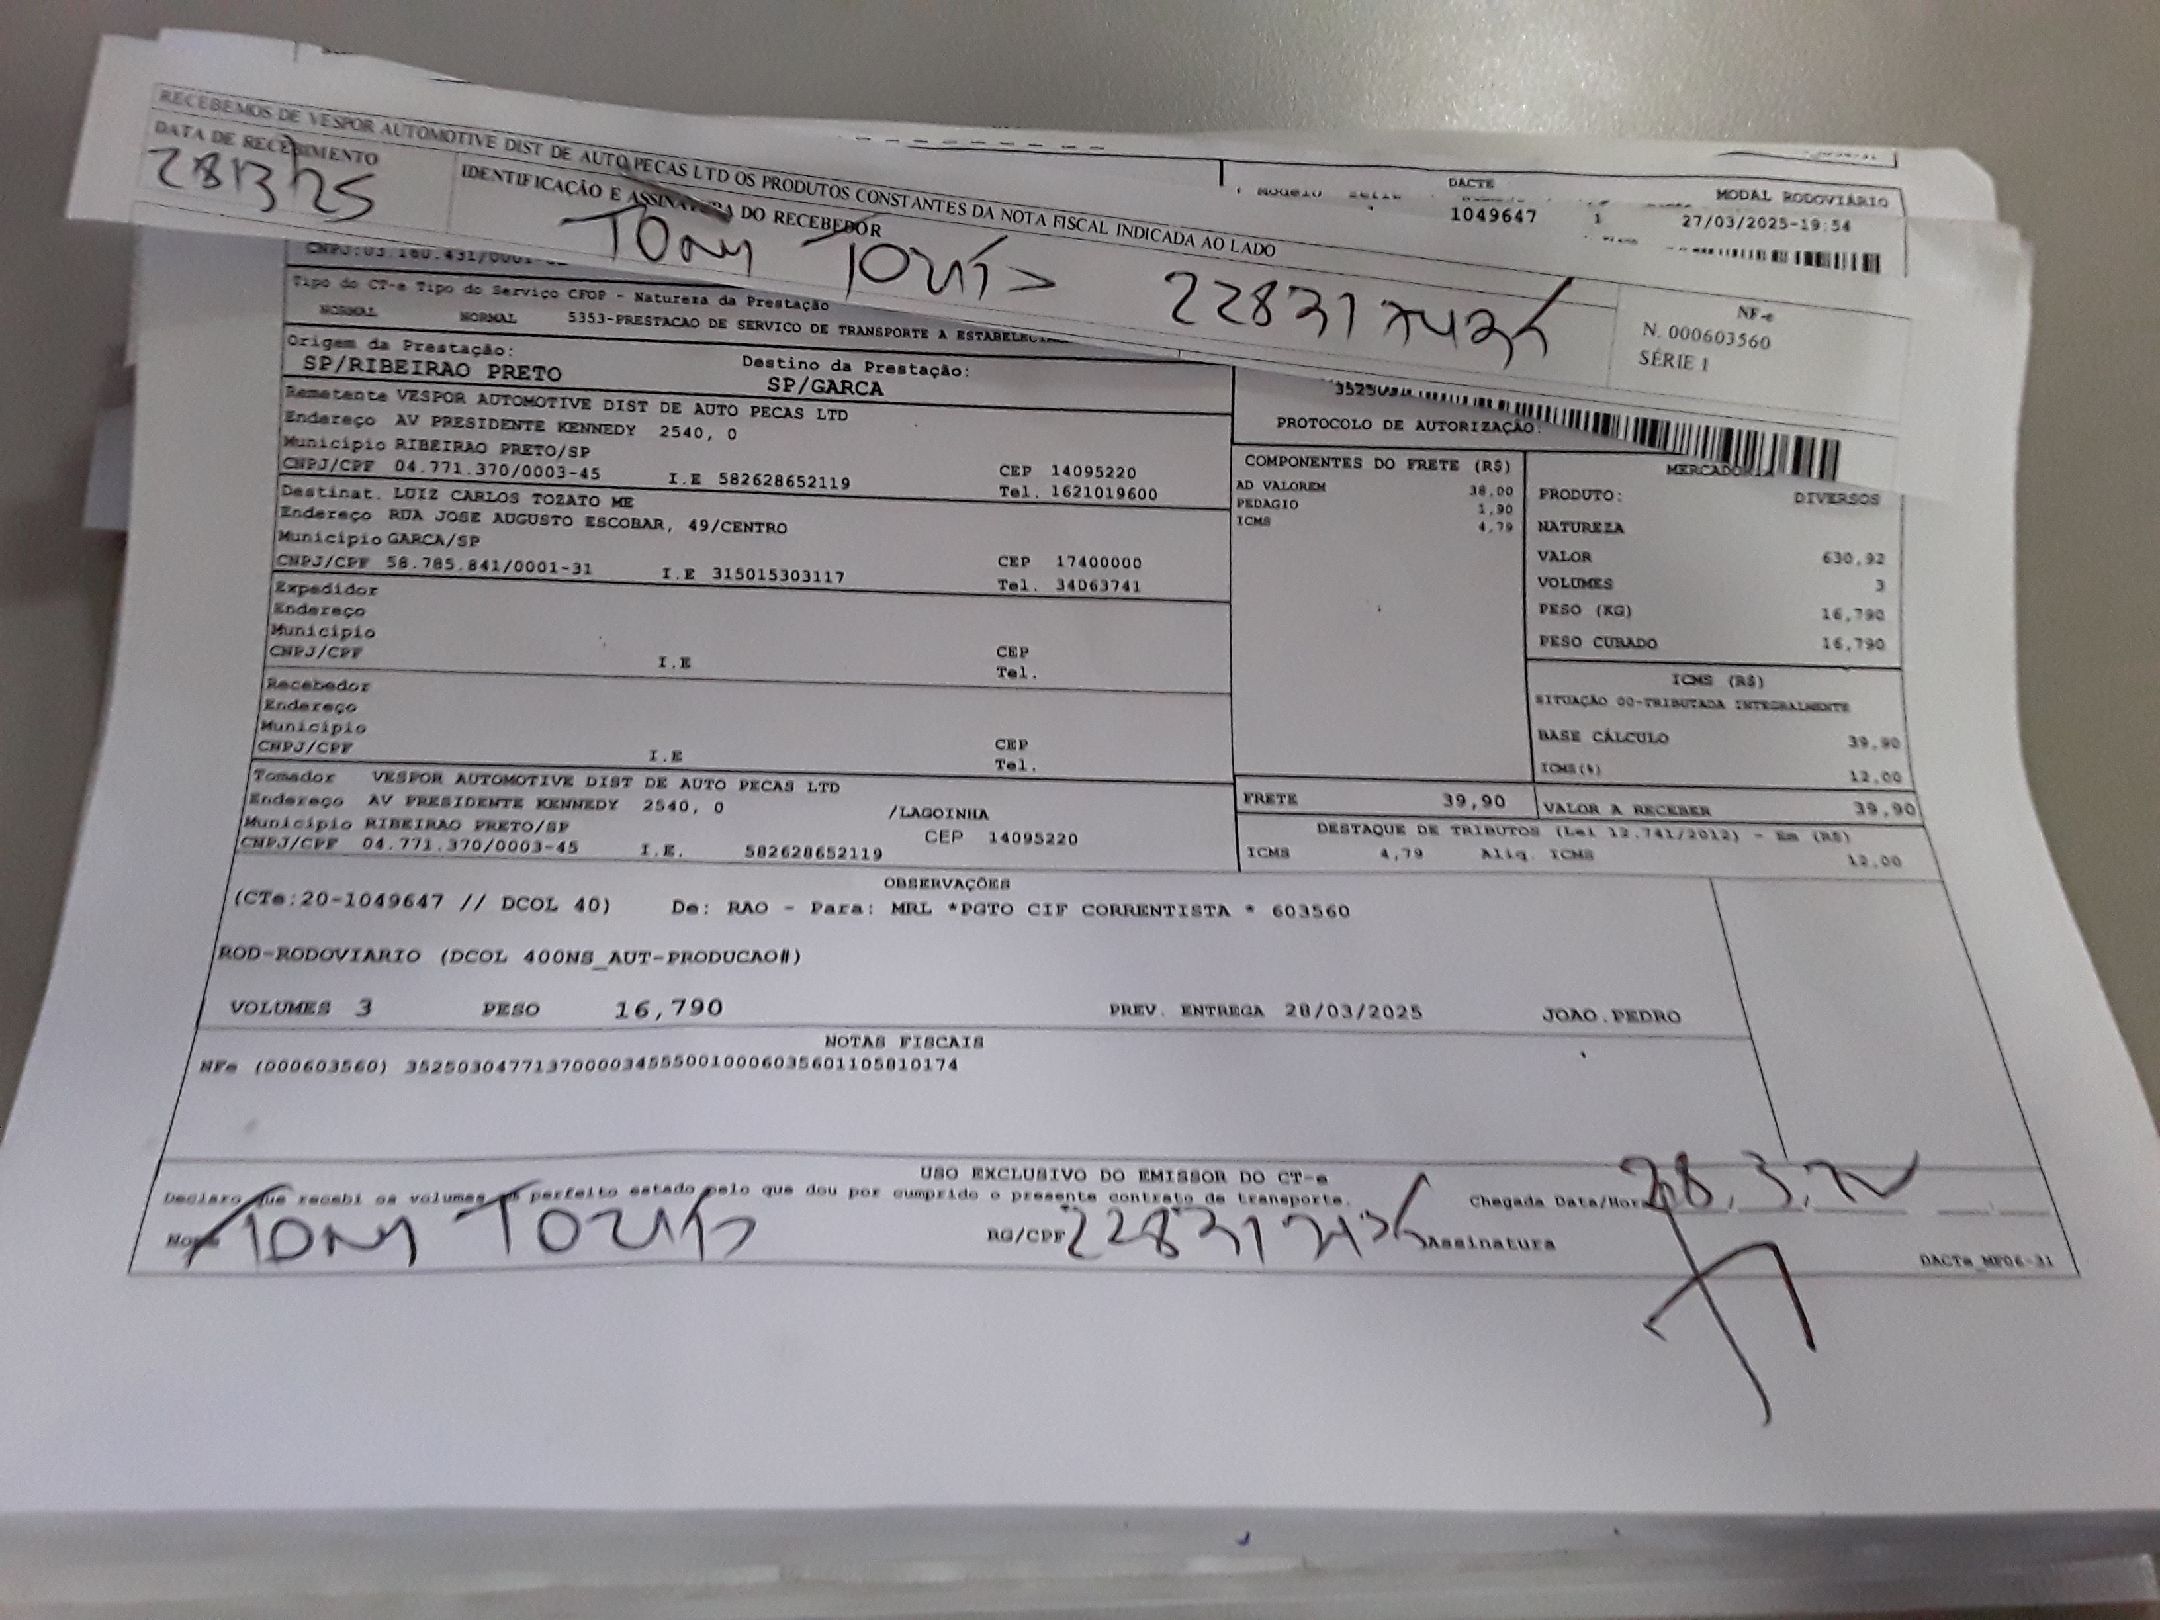 RECEBEMOS DE VESPOR AUTOMOTIVE DIST DE AUTO PECAS LTD OS PRODUTOS CONSTANTES DA NOTA FISCAL INDICADA AO LADO
DATA DE RECEBIMENTO
28/3/25
IDENTIFICAÇÃO E ASSINATURA DO RECEBEDOR
TONY
NF-e
N. 000603560
SÉRIE 1
DACTE
MODAL RODOVIÁRIO
1049647 1 27/03/2025-19:54
Tipo do CT-e Tipo do Serviço CFOP - Natureza da Prestação
NORMAL NORMAL 5353-PRESTACAO DE SERVICO DE TRANSPORTE A
Origem da Prestação: Destino da Prestação:
SP/RIBEIRAO PRETO SP/GARCA
Remetente VESPOR AUTOMOTIVE DIST DE AUTO PECAS LTD
Endereço AV PRESIDENTE KENNEDY 2540, 0
Município RIBEIRAO PRETO/SP CEP 14095220
CNPJ/CPF 04.771.370/0003-45 I.E 582628652119 Tel. 1621019600
Destinat. LUIZ CARLOS TOZATO ME
Endereço RUA JOSE AUGUSTO ESCOBAR, 49/CENTRO
Município GARCA/SP CEP 17400000
CNPJ/CPF 58.785.841/0001-31 I.E 315015303117 Tel. 34063741
Expedidor
Endereço
Município CEP
CNPJ/CPF I.E Tel.
Recebedor
Endereço
Município CEP
CNPJ/CPF I.E Tel.
Tomador VESPOR AUTOMOTIVE DIST DE AUTO PECAS LTD
Endereço AV PRESIDENTE KENNEDY 2540, 0 /LAGOINHA
Município RIBEIRAO PRETO/SP CEP 14095220
CNPJ/CPF 04.771.370/0003-45 I.E. 582628652119
PROTOCOLO DE AUTORIZAÇÃO:
COMPONENTES DO FRETE (R$)
AD VALOREM 38,00
PEDAGIO 1,90
ICMS 4,79
MERCADORIA
PRODUTO: DIVERSOS
NATUREZA
VALOR 630,92
VOLUMES 3
PESO (KG) 16,790
PESO CUBADO 16,790
ICMS (R$)
SITUAÇÃO 00-TRIBUTADA INTEGRALMENTE
BASE CÁLCULO 39,90
ICMS(%) 12,00
FRETE 39,90 VALOR A RECEBER 39,90
DESTAQUE DE TRIBUTOS (Lei 12.741/2012) - Em (R$)
ICMS 4,79 Aliq. ICMS 12,00
OBSERVAÇÕES
(CTe:20-1049647 // DCOL 40) De: RAO - Para: MRL *PGTO CIF CORRENTISTA * 603560
ROD-RODOVIARIO (DCOL 400NS_AUT-PRODUCAO#)
VOLUMES 3 PESO 16,790 PREV. ENTREGA 28/03/2025 JOAO.PEDRO
NOTAS FISCAIS
NFe (000603560) 35250304771370000345550010006035601105810174
USO EXCLUSIVO DO EMISSOR DO CT-e
Declaro que recebi os volumes em perfeito estado pelo que dou por cumprido o presente contrato de transporte. Chegada Data/Hora
Nome TONY RG/CPF Assinatura
DACTe_MF06-31